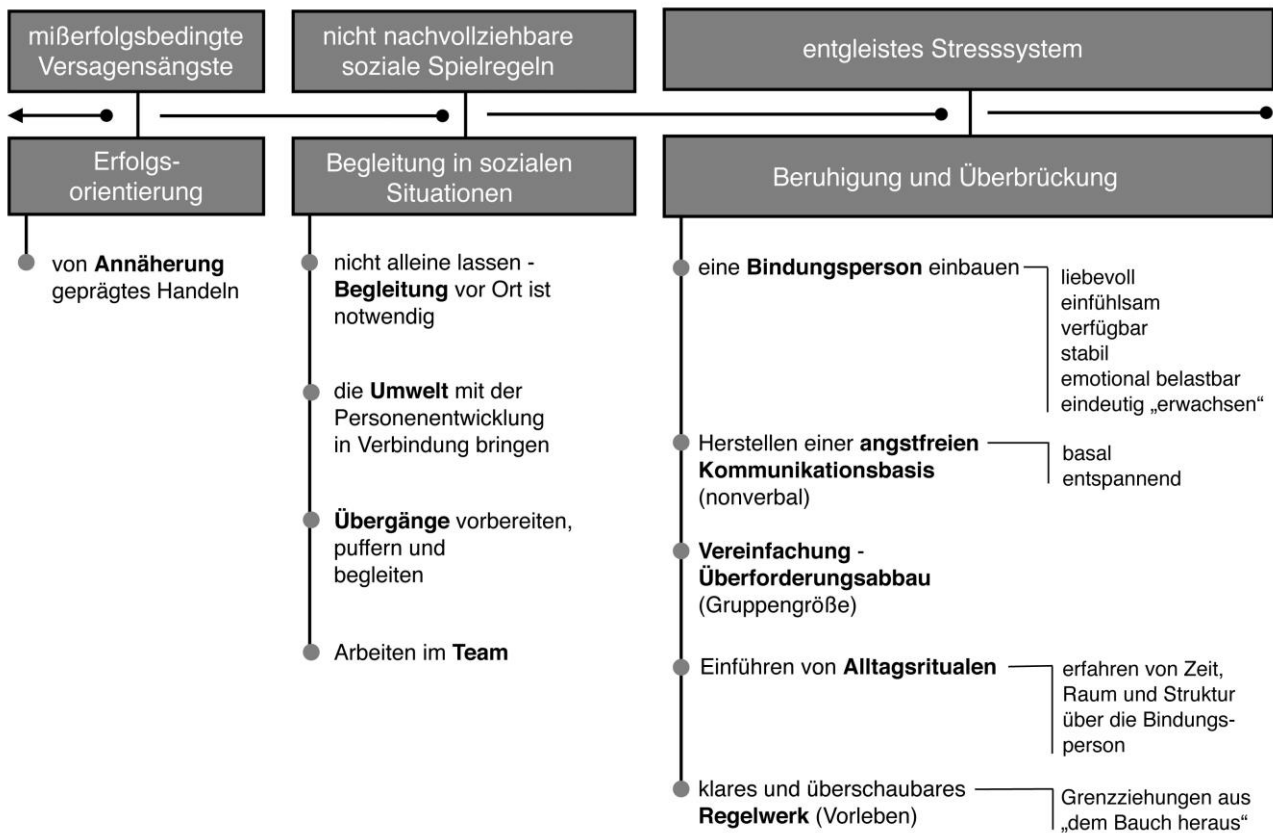 mißerfolgsbedingte
Versagensängste
nicht nachvollziehbare
soziale Spielregeln
entgleistes Stresssystem
Erfolgs-
orientierung
Begleitung in sozialen
Situationen
Beruhigung und Überbrückung
von Annäherung
geprägtes Handeln
nicht alleine lassen -
Begleitung vor Ort ist
notwendig
die Umwelt mit der
Personenentwicklung
in Verbindung bringen
Übergänge vorbereiten,
puffern und
begleiten
Arbeiten im Team
eine Bindungsperson einbauen
liebevoll
einfühlsam
verfügbar
stabil
emotional belastbar
eindeutig „erwachsen“
Herstellen einer angstfreien
Kommunikationsbasis
(nonverbal)
basal
entspannend
Vereinfachung -
Überforderungsabbau
(Gruppengröße)
Einführen von Alltagsritualen
erfahren von Zeit,
Raum und Struktur
über die Bindungs-
person
klares und überschaubares
Regelwerk (Vorleben)
Grenzziehungen aus
„dem Bauch heraus“